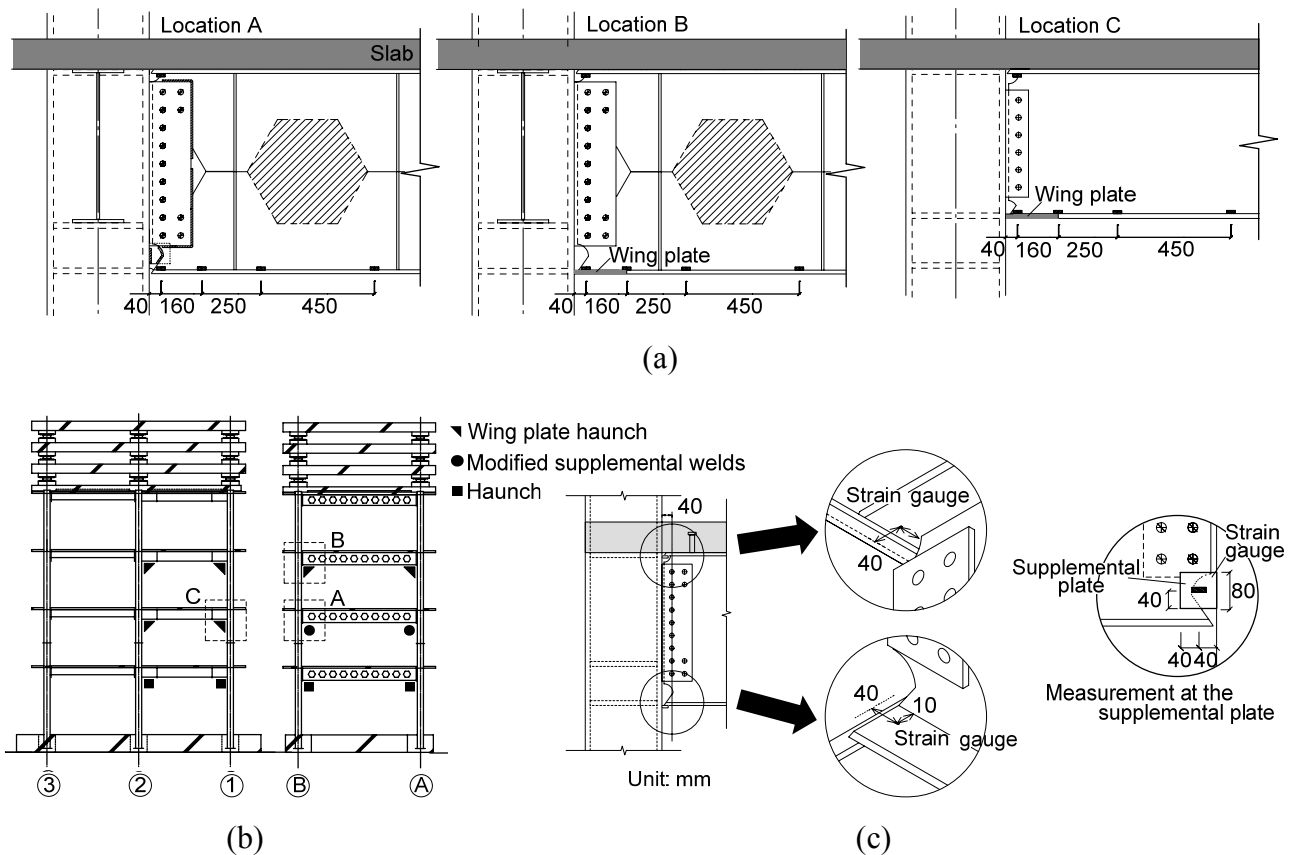 Location A
Location B
Location C
Slab
Wing plate
Wing plate
40 160 250 450
40 160 250 450
40 160 250 450
(a)
Wing plate haunch
Modified supplemental welds
Haunch
B
A
C
3 2 1 B A
(b)
40
Strain gauge
40
40
10
Strain gauge
Unit: mm
Strain
gauge
Supplemental
plate
40
80
40 40
Measurement at the
supplemental plate
(c)